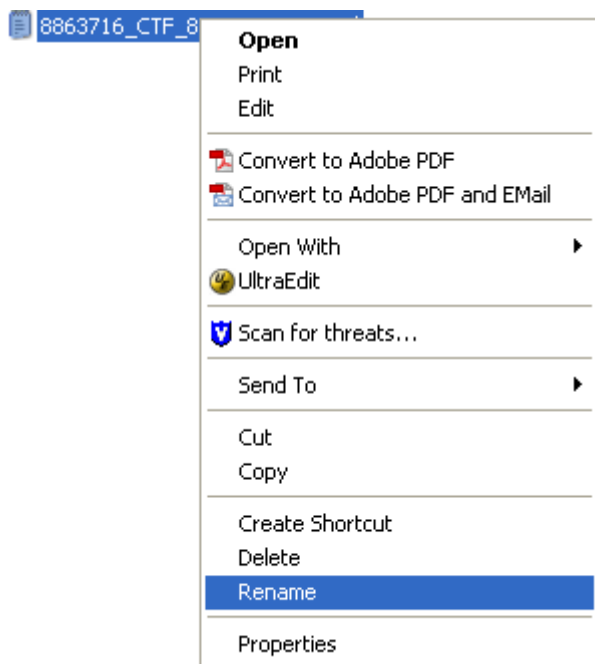 8863716_CTF_8
Open
Print
Edit
Convert to Adobe PDF
Convert to Adobe PDF and EMail
Open With
UltraEdit
Scan for threats...
Send To
Cut
Copy
Create Shortcut
Delete
Rename
Properties